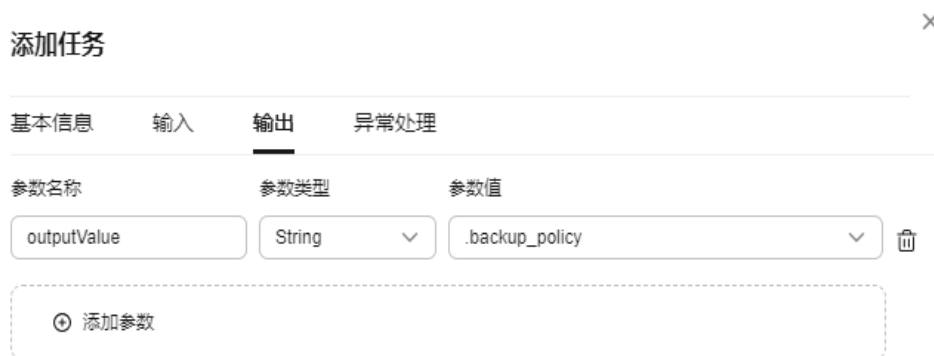 添加任务
基本信息 输入 输出 异常处理
参数名称 参数类型 参数值
outputValue String .backup_policy
添加参数